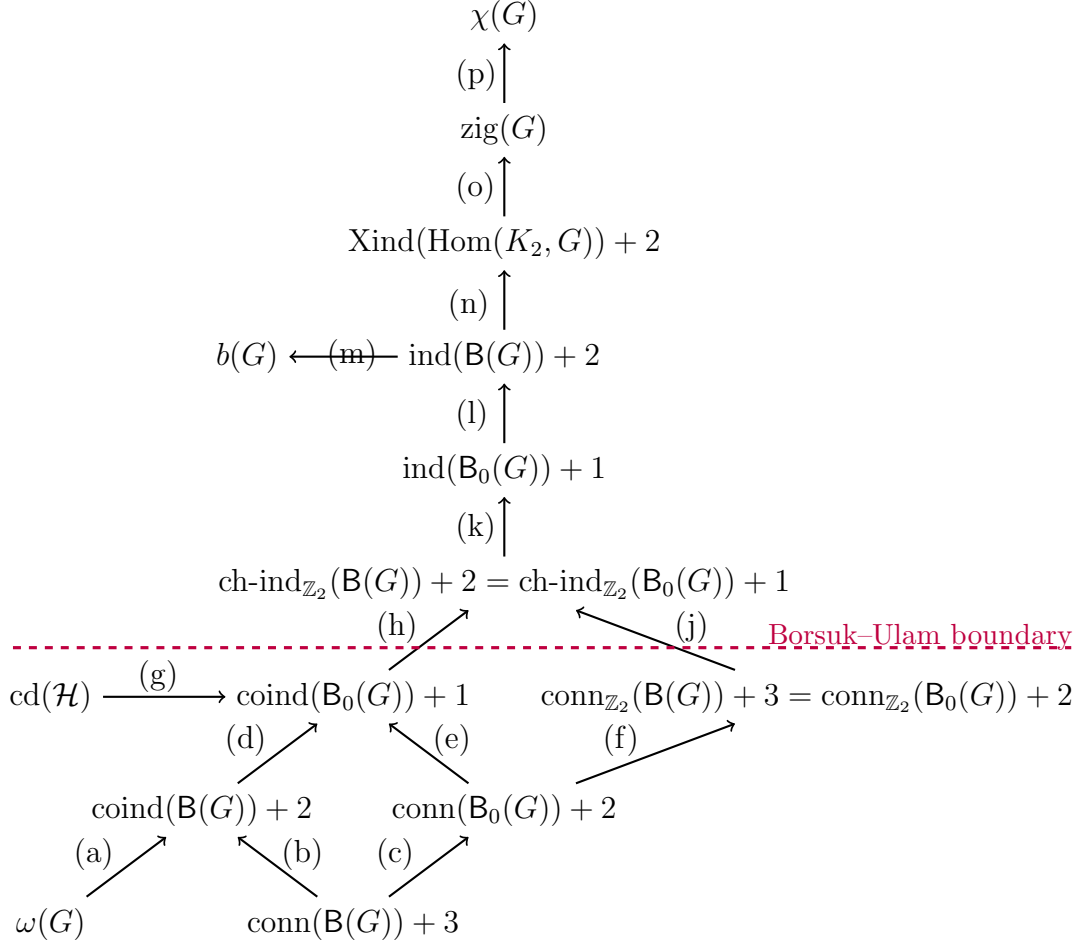 χ(G)
(p)
zig(G)
(o)
Xind(Hom(K₂, G)) + 2
(n)
b(G) (m) ind(B(G)) + 2
(l)
ind(B₀(G)) + 1
(k)
ch-ind_ℤ₂(B(G)) + 2 = ch-ind_ℤ₂(B₀(G)) + 1
(h) (j)
Borsuk–Ulam boundary
cd(ℋ) (g) coind(B₀(G)) + 1 conn_ℤ₂(B(G)) + 3 = conn_ℤ₂(B₀(G)) + 2
(d) (e) (f)
coind(B(G)) + 2 conn(B₀(G)) + 2
(a) (b) (c)
ω(G) conn(B(G)) + 3